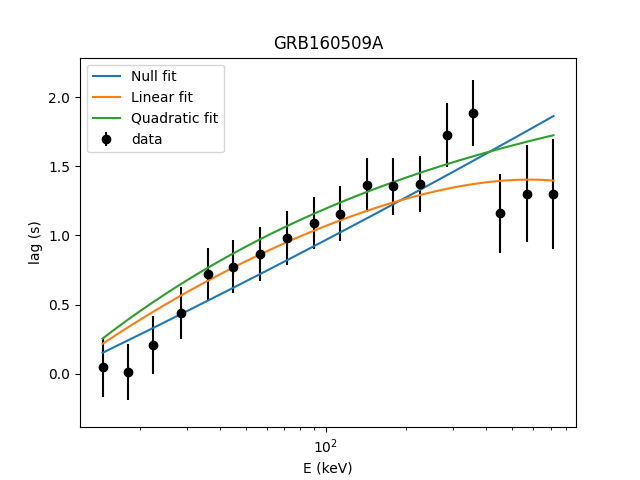 GRB160509A
Null fit
Linear fit
Quadratic fit
data
2.0
1.5
1.0
0.5
0.0
lag (s)
10²
E (keV)